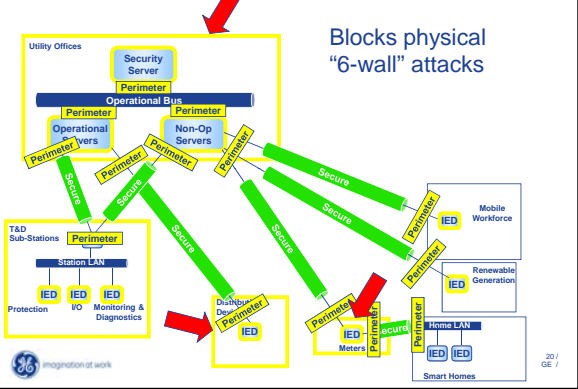 Blocks physical
“6-wall” attacks
Utility Offices
Security
Server
Perimeter
Operational Bus
Perimeter
Perimeter
Operational
Servers
Non-Op
Servers
Perimeter
Perimeter
Perimeter
Perimeter
Secure
Secure
Secure
Secure
Secure
Secure
T&D
Sub-Stations
Perimeter
Station LAN
IED
IED
IED
Protection
I/O
Monitoring &
Diagnostics
Perimeter
IED
Perimeter
IED
Meters
Perimeter
Secure
Perimeter
Home LAN
IED
IED
Smart Homes
Perimeter
IED
Mobile
Workforce
Perimeter
IED
Renewable
Generation
imagination at work
20 /
GE /